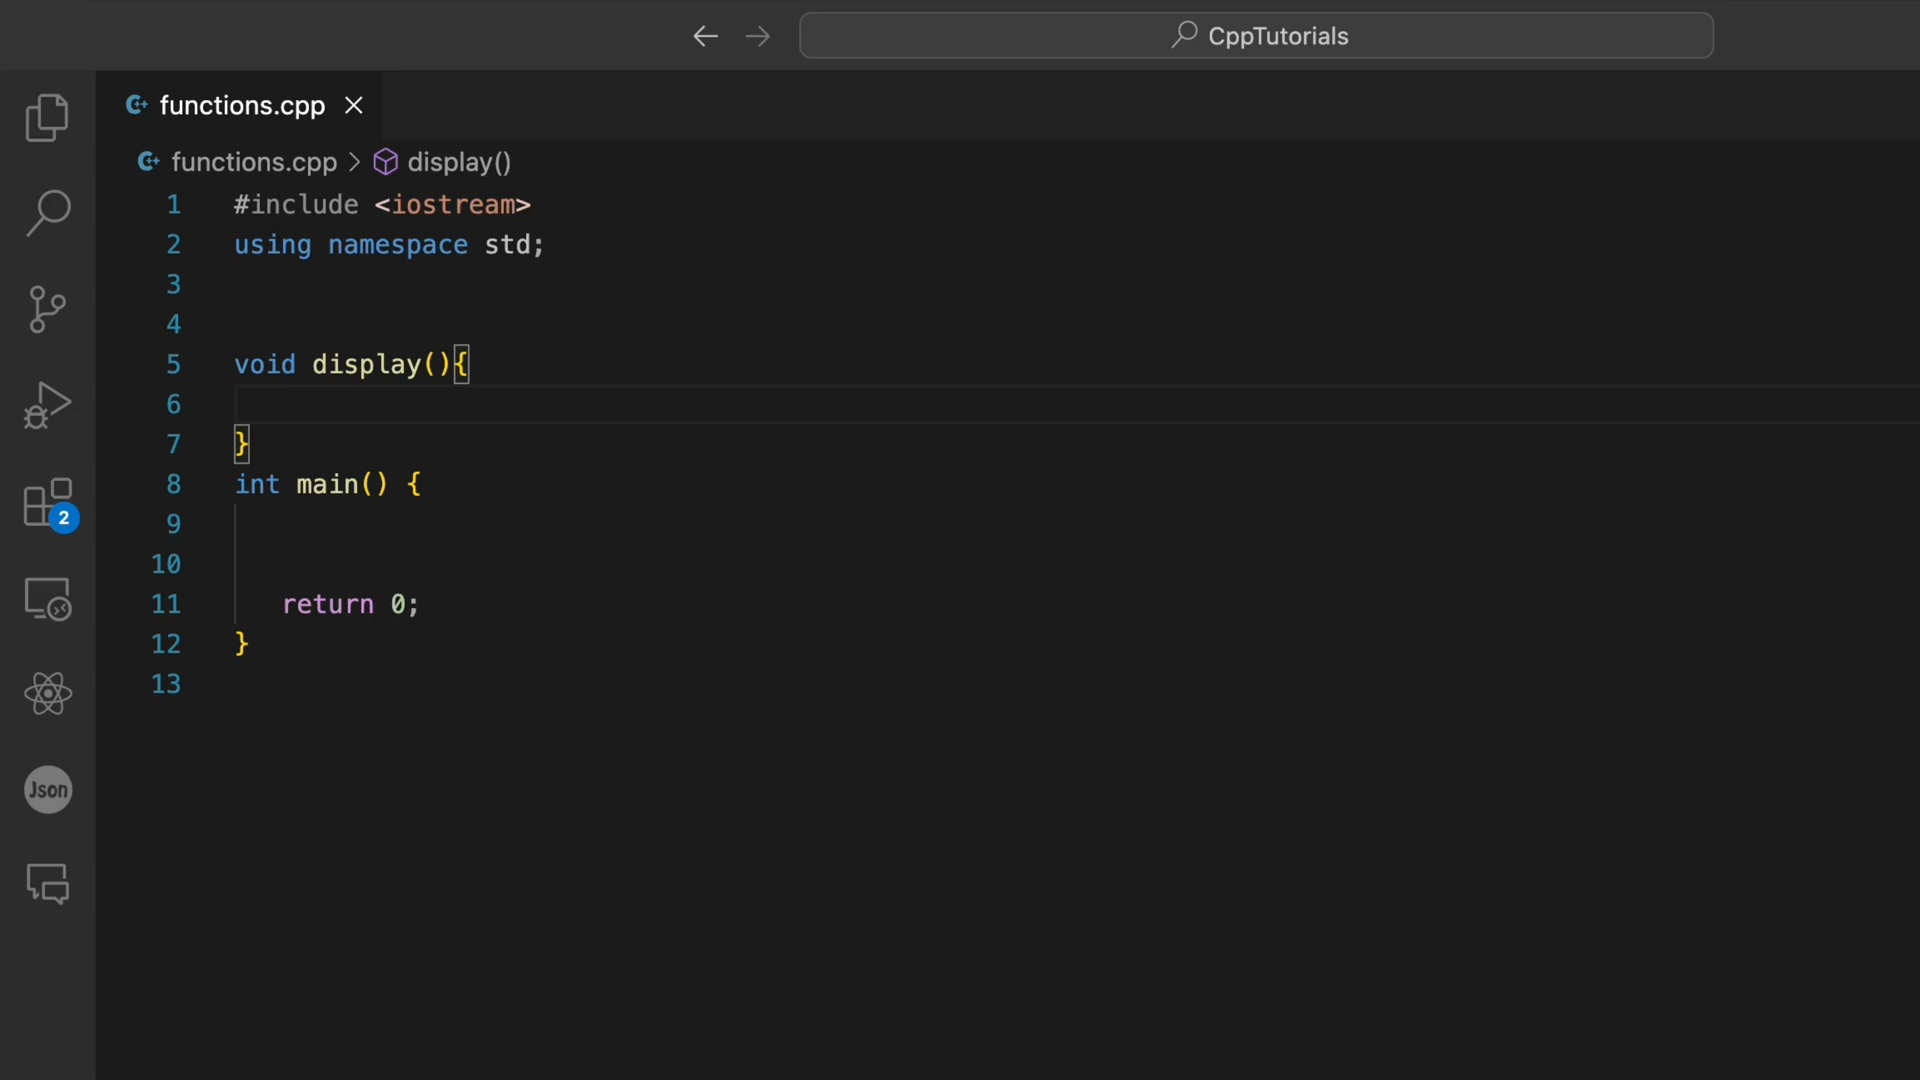 CppTutorials
functions.cpp
functions.cpp > display()
1 #include <iostream>
2 using namespace std;
3
4
5 void display(){
6
7 }
8 int main() {
9
10
11 return 0;
12 }
13
2
Json